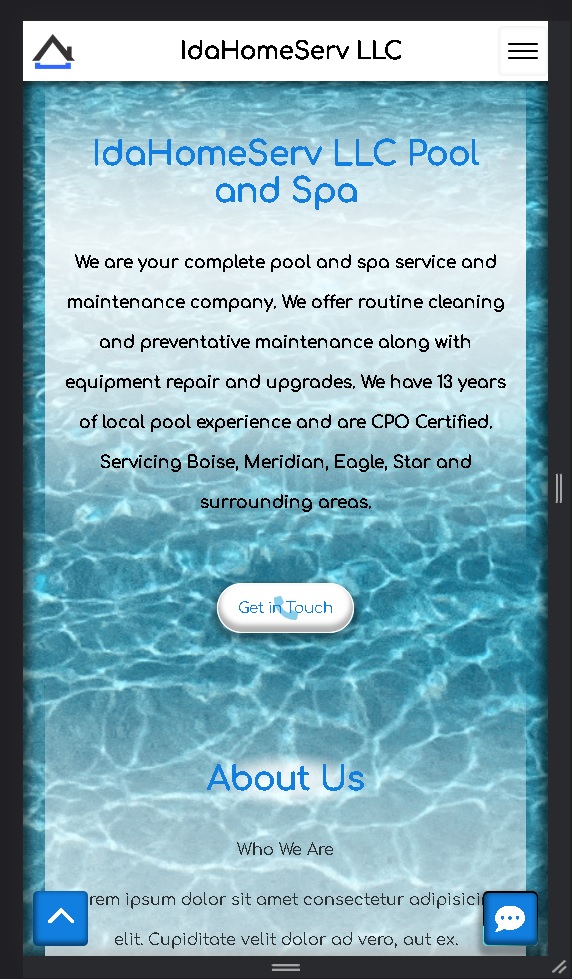 IdaHomeServ LLC
IdaHomeServ LLC Pool
and Spa
We are your complete pool and spa service and
maintenance company. We offer routine cleaning
and preventative maintenance along with
equipment repair and upgrades. We have 13 years
of local pool experience and are CPO Certified.
Servicing Boise, Meridian, Eagle, Star and
surrounding areas.
Get in Touch
About Us
Who We Are
rem ipsum dolor sit amet consectetur adipisicin
elit. Cupiditate velit dolor ad vero, aut ex.